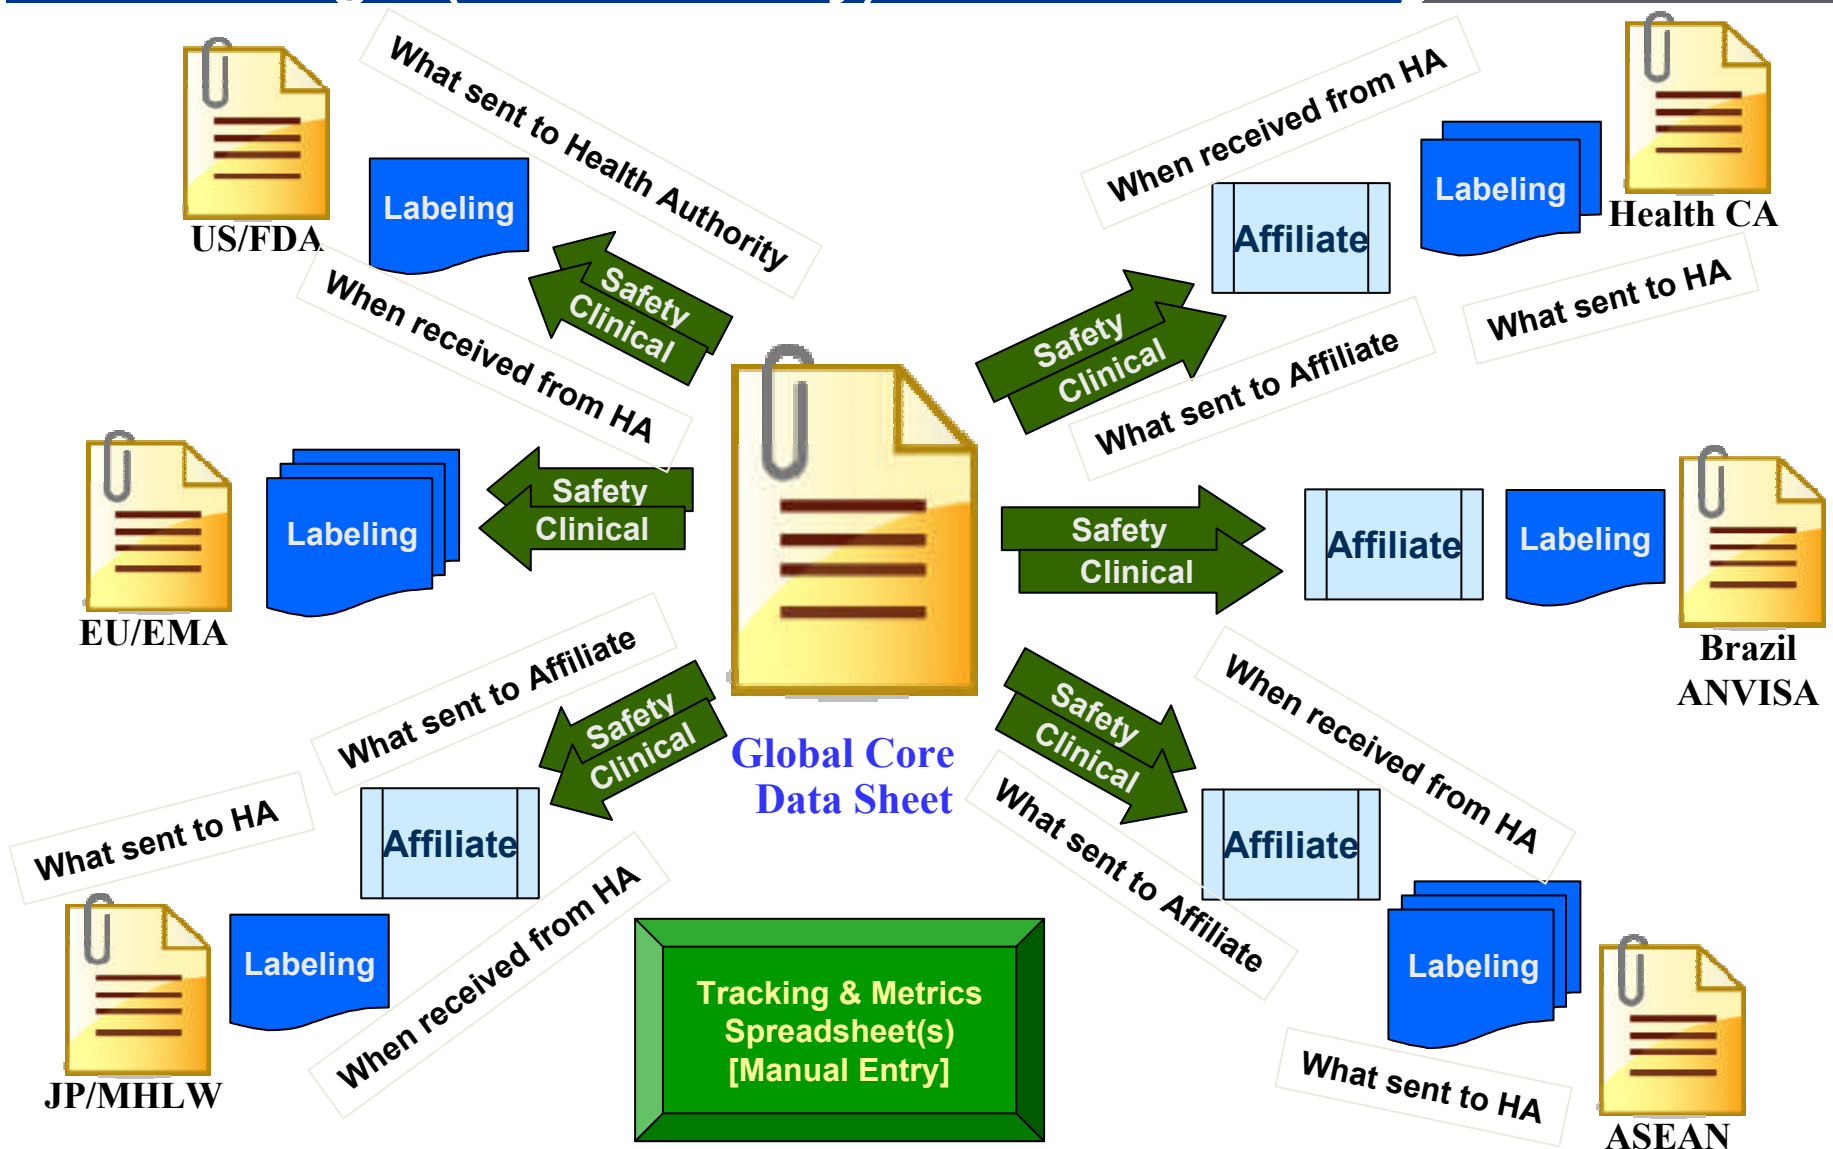 What sent to Health Authority
When received from HA
US/FDA
Labeling
Safety
Clinical
When received from HA
Health CA
Labeling
Affiliate
Safety
Clinical
What sent to HA
What sent to Affiliate
EU/EMA
Labeling
Safety
Clinical
Safety
Clinical
Affiliate
Labeling
Brazil
ANVISA
Global Core
Data Sheet
What sent to Affiliate
Safety
Clinical
What sent to HA
Affiliate
When received from HA
Labeling
JP/MHLW
Safety
Clinical
When received from HA
What sent to Affiliate
Affiliate
Labeling
What sent to HA
ASEAN
Tracking & Metrics
Spreadsheet(s)
[Manual Entry]